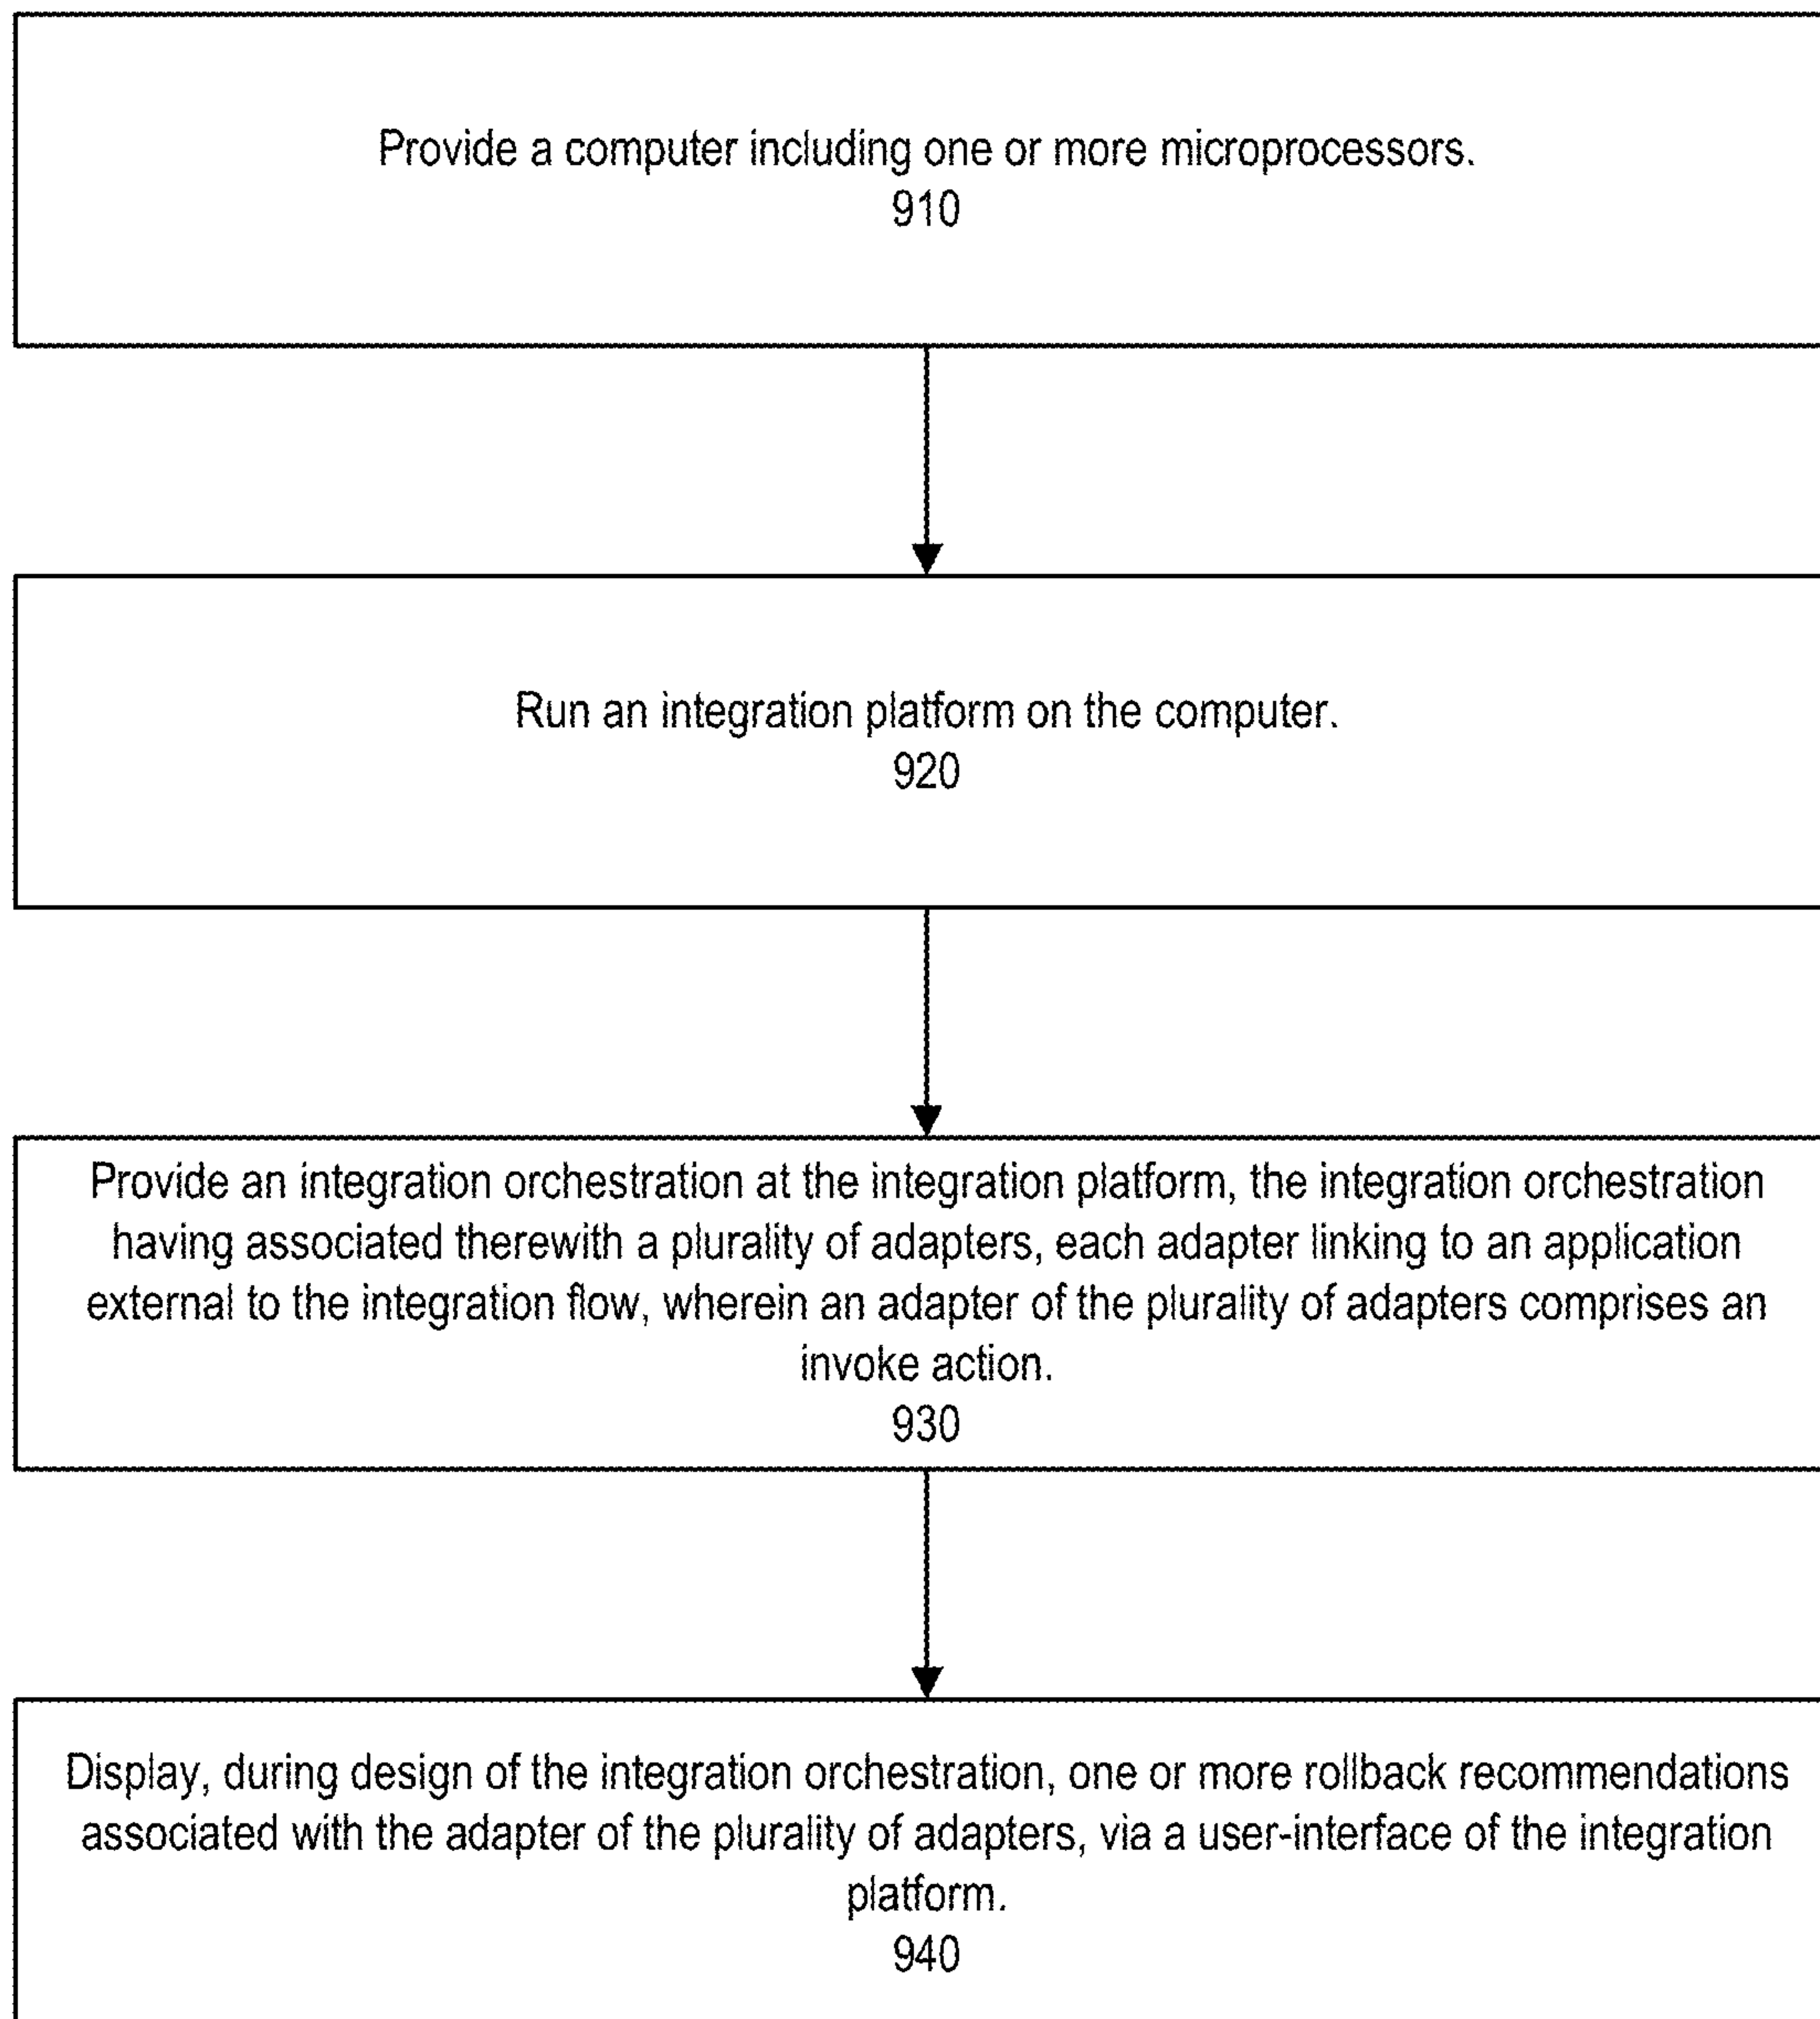 Provide a computer including one or more microprocessors.
910
Run an integration platform on the computer.
920
Provide an integration orchestration at the integration platform, the integration orchestration
having associated therewith a plurality of adapters, each adapter linking to an application
external to the integration flow, wherein an adapter of the plurality of adapters comprises an
invoke action.
930
Display, during design of the integration orchestration, one or more rollback recommendations
associated with the adapter of the plurality of adapters, via a user-interface of the integration
platform.
940